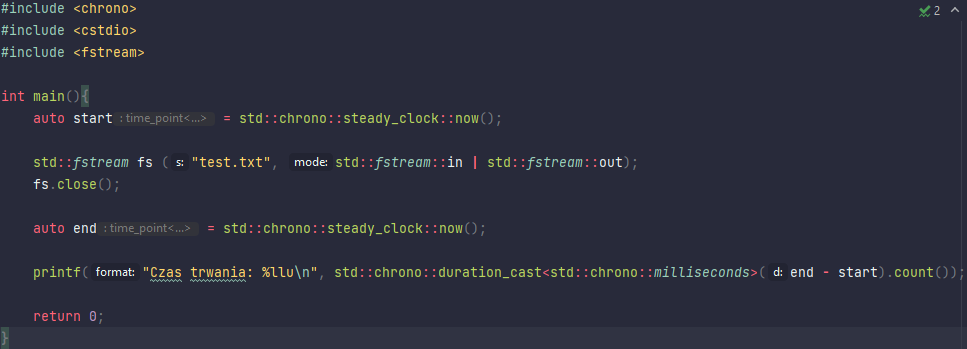 #include <chrono>
2
#include <cstdio>
#include <fstream>
int main(){
auto start : time_point<...> = std::chrono::steady_clock::now();
std::fstream fs ( s: "test.txt", mode: std::fstream::in | std::fstream::out);
fs.close();
auto end : time_point<...> = std::chrono::steady_clock::now();
printf( format: "Czas trwania: %llu\n", std::chrono::duration_cast<std::chrono::milliseconds>( d: end - start).count());
return 0;
}